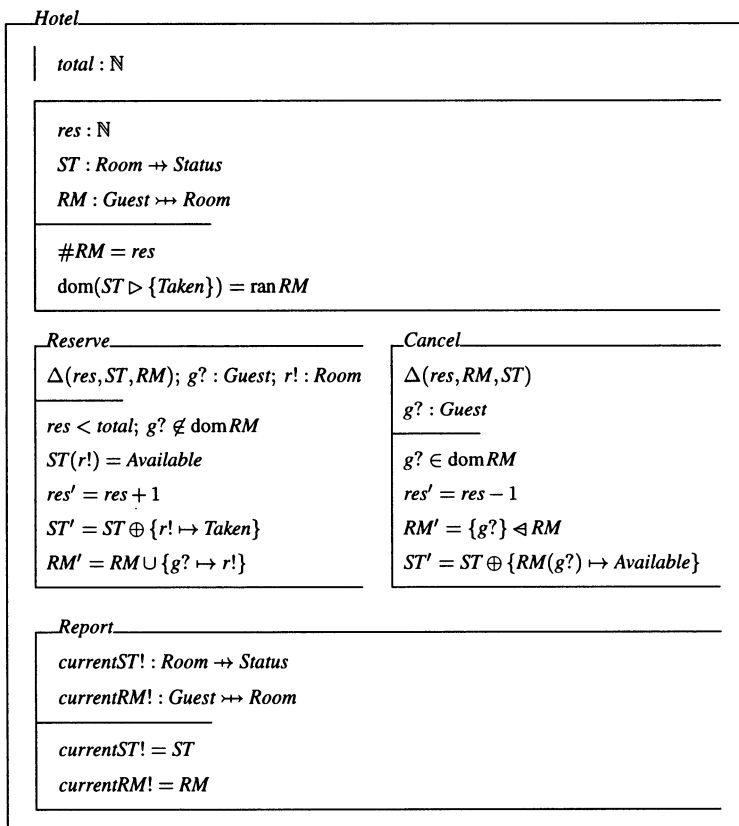 Hotel
total : ℕ
res : ℕ
ST : Room ⇸ Status
RM : Guest ⤔ Room
#RM = res
dom(ST ▷ {Taken}) = ran RM
Reserve
Δ(res, ST, RM); g? : Guest; r! : Room
res < total; g? ∉ dom RM
ST(r!) = Available
res′ = res + 1
ST′ = ST ⊕ {r! ↦ Taken}
RM′ = RM ∪ {g? ↦ r!}
Cancel
Δ(res, RM, ST)
g? : Guest
g? ∈ dom RM
res′ = res − 1
RM′ = {g?} ⩤ RM
ST′ = ST ⊕ {RM(g?) ↦ Available}
Report
currentST! : Room ⇸ Status
currentRM! : Guest ⤔ Room
currentST! = ST
currentRM! = RM